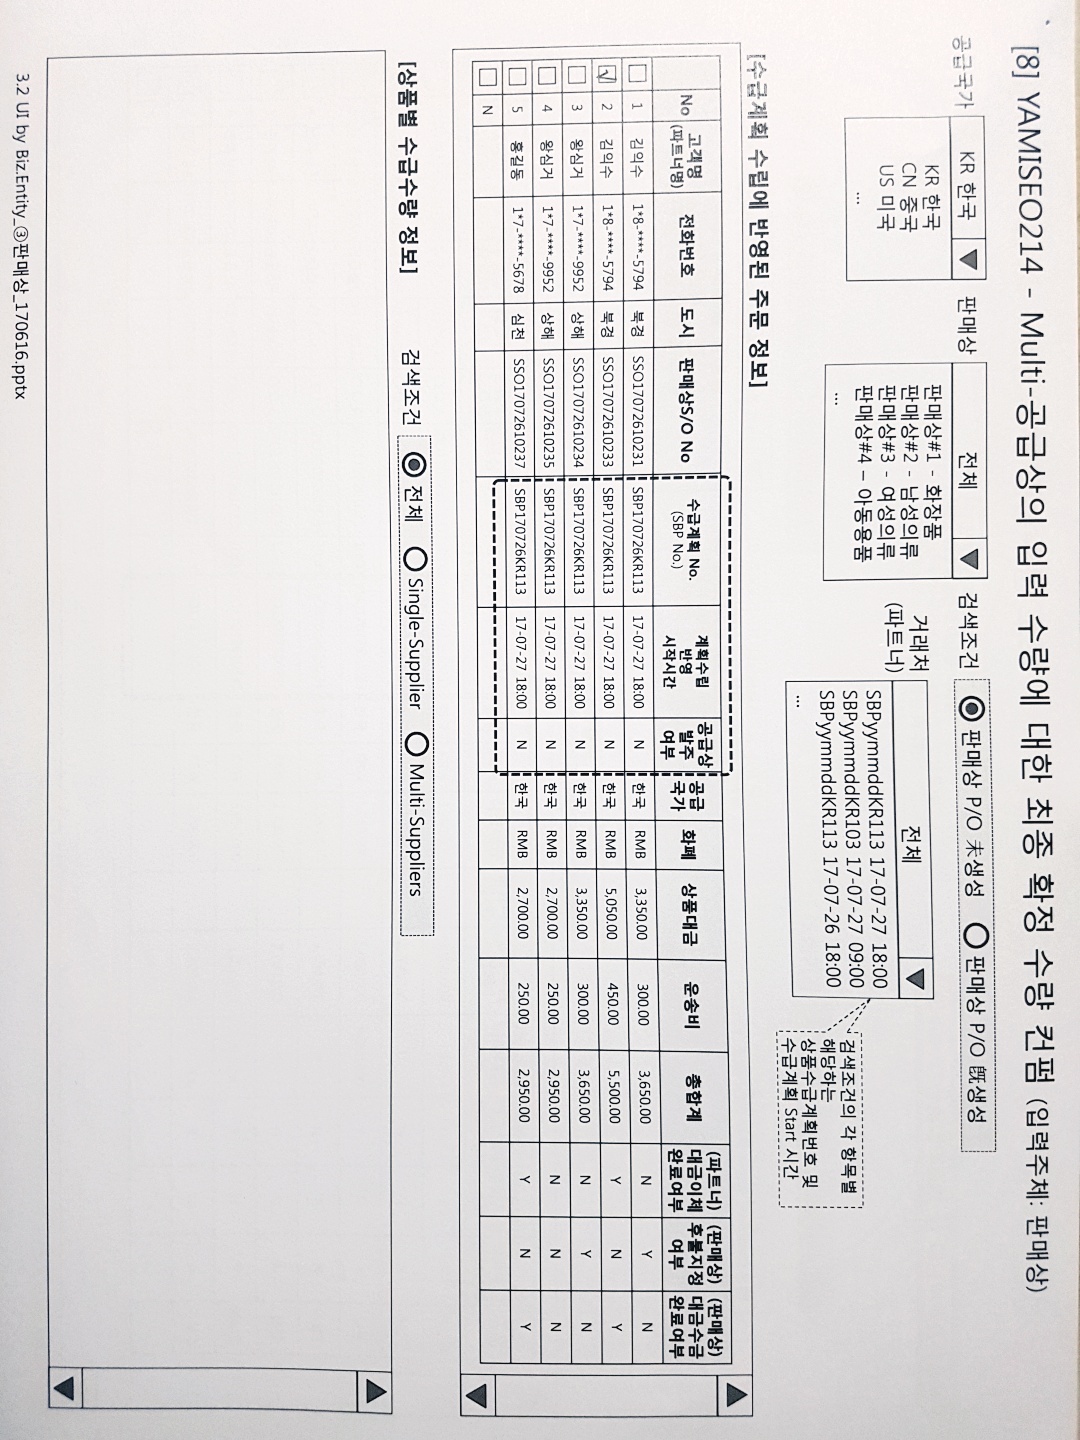 [8] YAMISEO214 - Multi-공급상의 입력 수량에 대한 최종 확정 수량 컨펌 (입력주체: 판매상)
공급국가
KR 한국
KR 한국
CN 중국
US 미국
...
판매상
전체
판매상#1 - 화장품
판매상#2 - 남성의류
판매상#3 - 여성의류
판매상#4 – 아동용품
...
검색조건
판매상 P/O 未생성
판매상 P/O 旣생성
거래처
(파트너)
전체
SBPyymmddKR113 17-07-27 18:00
SBPyymmddKR103 17-07-27 09:00
SBPyymmddKR113 17-07-26 18:00
...
검색조건의 각 항목별
해당하는
상품수급계획번호 및
수급계획 Start 시간
[수급계획 수립에 반영된 주문 정보]
No 고객명 (파트너명) 전화번호 도시 판매상S/O No 수급계획 No. (SBP No.) 계획수립 반영 시작시간 공급상 발주 여부 공급 국가 화폐 상품대금 운송비 총합계 (파트너) 대금이체 완료여부 (판매상) 후불지정 여부 (판매상) 대금수금 완료여부
1 김익수 1*8-****-5794 북경 SSO17072610231 SBP170726KR113 17-07-27 18:00 N 한국 RMB 3,350.00 300.00 3,650.00 N Y N
2 김익수 1*8-****-5794 북경 SSO17072610233 SBP170726KR113 17-07-27 18:00 N 한국 RMB 5,050.00 450.00 5,500.00 Y N Y
3 왕심거 1*7-****-9952 상해 SSO17072610234 SBP170726KR113 17-07-27 18:00 N 한국 RMB 3,350.00 300.00 3,650.00 N Y N
4 왕심거 1*7-****-9952 상해 SSO17072610235 SBP170726KR113 17-07-27 18:00 N 한국 RMB 2,700.00 250.00 2,950.00 N N N
5 홍길동 1*7-****-5678 심천 SSO17072610237 SBP170726KR113 17-07-27 18:00 N 한국 RMB 2,700.00 250.00 2,950.00 Y N Y
N
[상품별 수급수량 정보]
검색조건
전체
Single-Supplier
Multi-Suppliers
3.2 UI by Biz.Entity_③판매상_170616.pptx